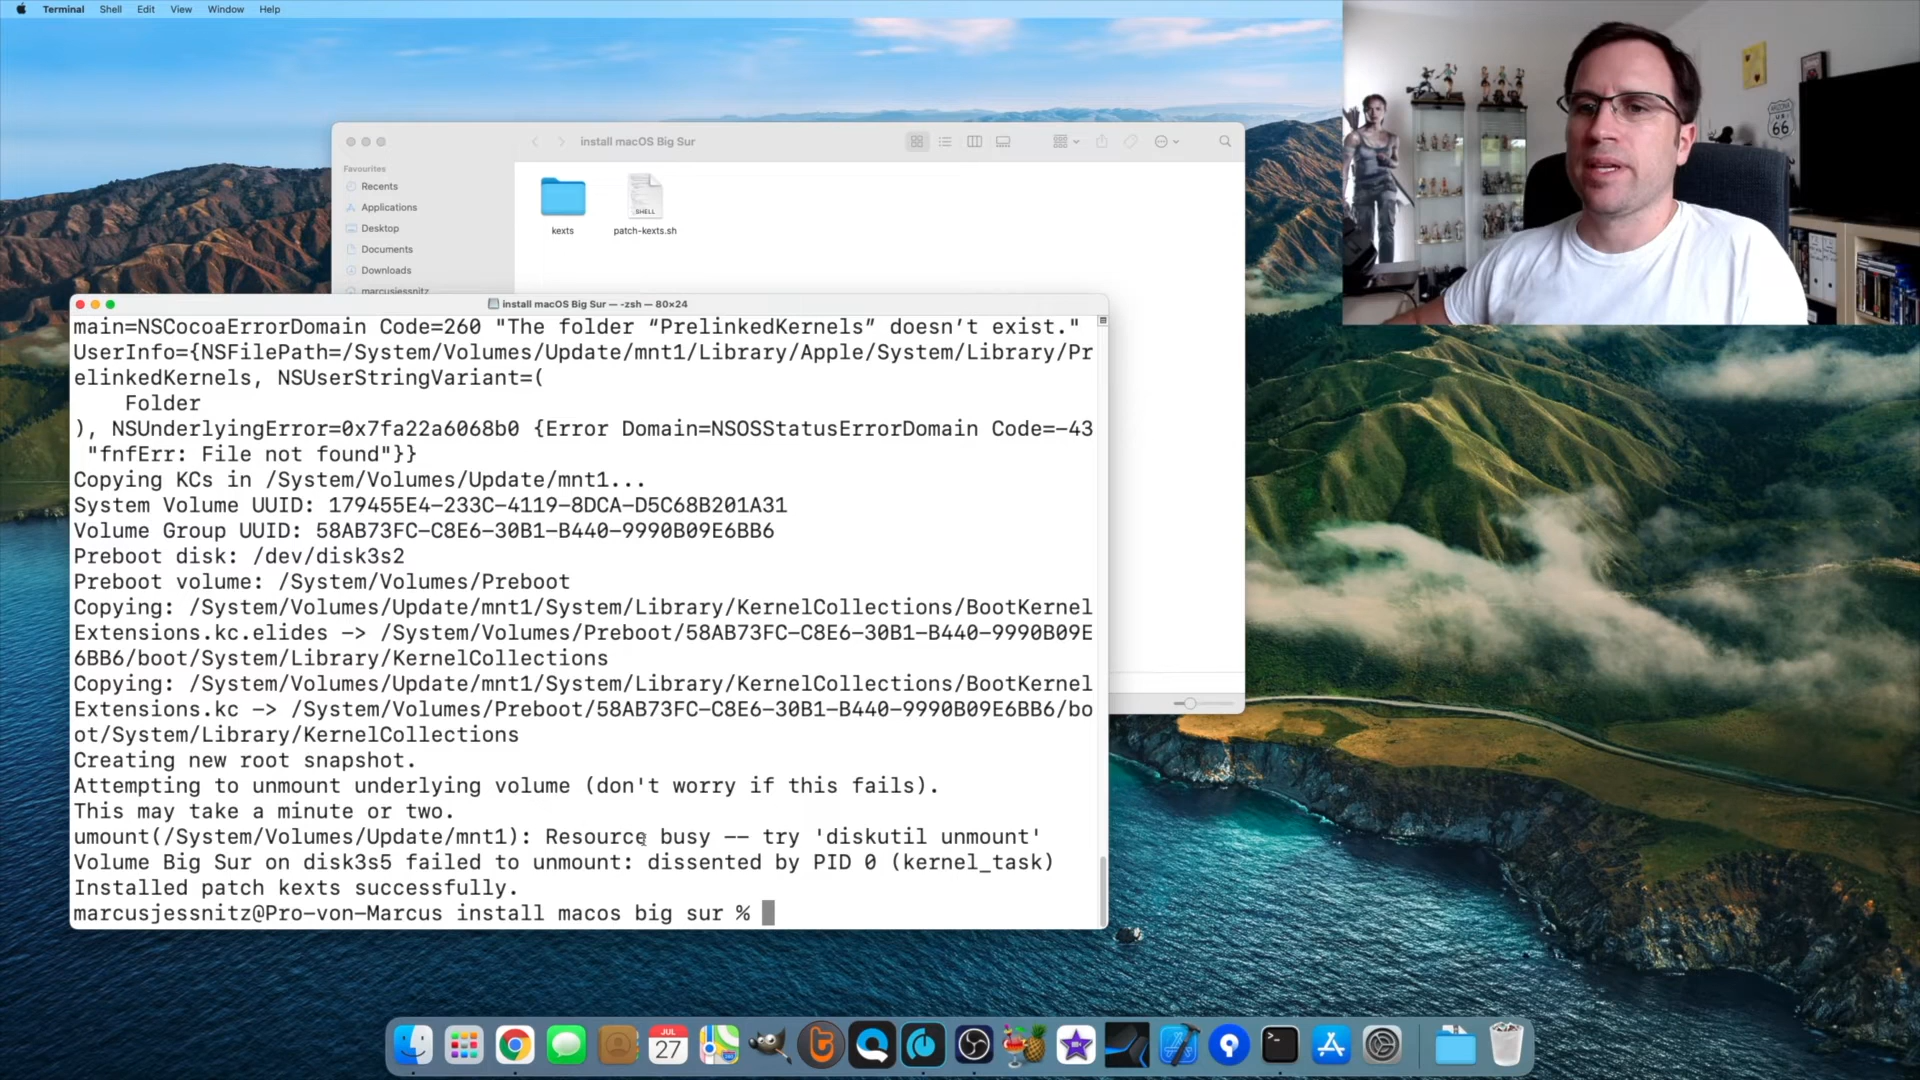 Terminal Shell Edit View Window Help
install macOS Big Sur
Favourites
Recents
Applications
Desktop
Documents
Downloads
marcusjessnitz
SHELL
kexts
patch-kexts.sh
ARIZONA
US
66
install macOS Big Sur — -zsh — 80×24
main=NSCocoaErrorDomain Code=260 "The folder “PrelinkedKernels” doesn’t exist."
UserInfo={NSFilePath=/System/Volumes/Update/mnt1/Library/Apple/System/Library/Pr
elinkedKernels, NSUserStringVariant=(
Folder
), NSUnderlyingError=0x7fa22a6068b0 {Error Domain=NSOSStatusErrorDomain Code=-43
"fnfErr: File not found"}}
Copying KCs in /System/Volumes/Update/mnt1...
System Volume UUID: 179455E4-233C-4119-8DCA-D5C68B201A31
Volume Group UUID: 58AB73FC-C8E6-30B1-B440-9990B09E6BB6
Preboot disk: /dev/disk3s2
Preboot volume: /System/Volumes/Preboot
Copying: /System/Volumes/Update/mnt1/System/Library/KernelCollections/BootKernel
Extensions.kc.elides -> /System/Volumes/Preboot/58AB73FC-C8E6-30B1-B440-9990B09E
6BB6/boot/System/Library/KernelCollections
Copying: /System/Volumes/Update/mnt1/System/Library/KernelCollections/BootKernel
Extensions.kc -> /System/Volumes/Preboot/58AB73FC-C8E6-30B1-B440-9990B09E6BB6/bo
ot/System/Library/KernelCollections
Creating new root snapshot.
Attempting to unmount underlying volume (don't worry if this fails).
This may take a minute or two.
umount(/System/Volumes/Update/mnt1): Resource busy -- try 'diskutil unmount'
Volume Big Sur on disk3s5 failed to unmount: dissented by PID 0 (kernel_task)
Installed patch kexts successfully.
marcusjessnitz@Pro-von-Marcus install macos big sur %
JUL
27